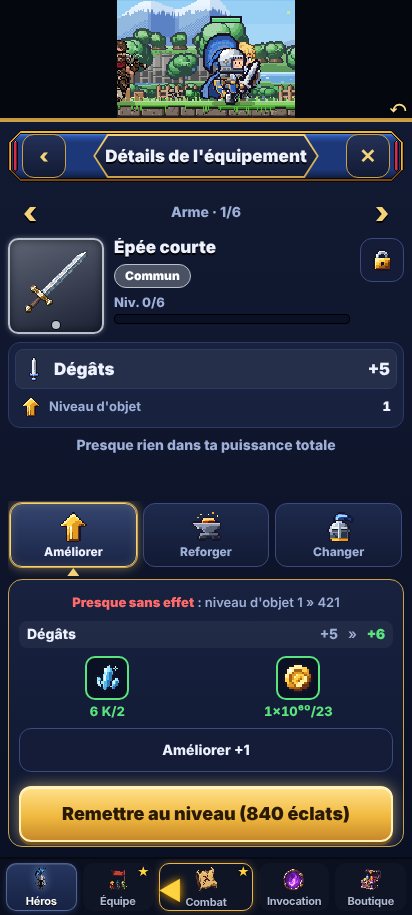 Détails de l'équipement
Arme · 1/6
Épée courte
Commun
Niv. 0/6
Dégâts +5
Niveau d'objet 1
Presque rien dans ta puissance totale
Améliorer Reforger Changer
Presque sans effet : niveau d'objet 1 » 421
Dégâts +5 » +6
6 K/2 1×10⁶⁰/23
Améliorer +1
Remettre au niveau (840 éclats)
Héros Équipe Combat Invocation Boutique